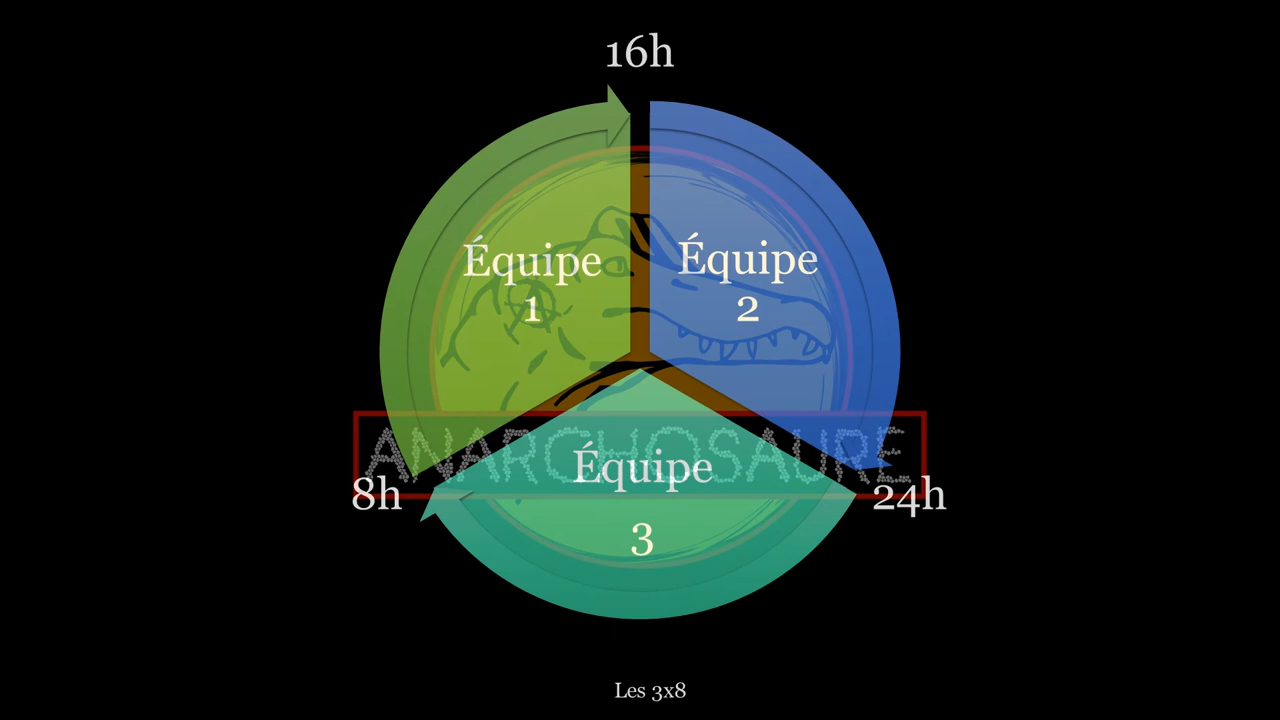 16h
Équipe
1
Équipe
2
ANARCHOSAURE
Équipe
3
8h
24h
Les 3x8